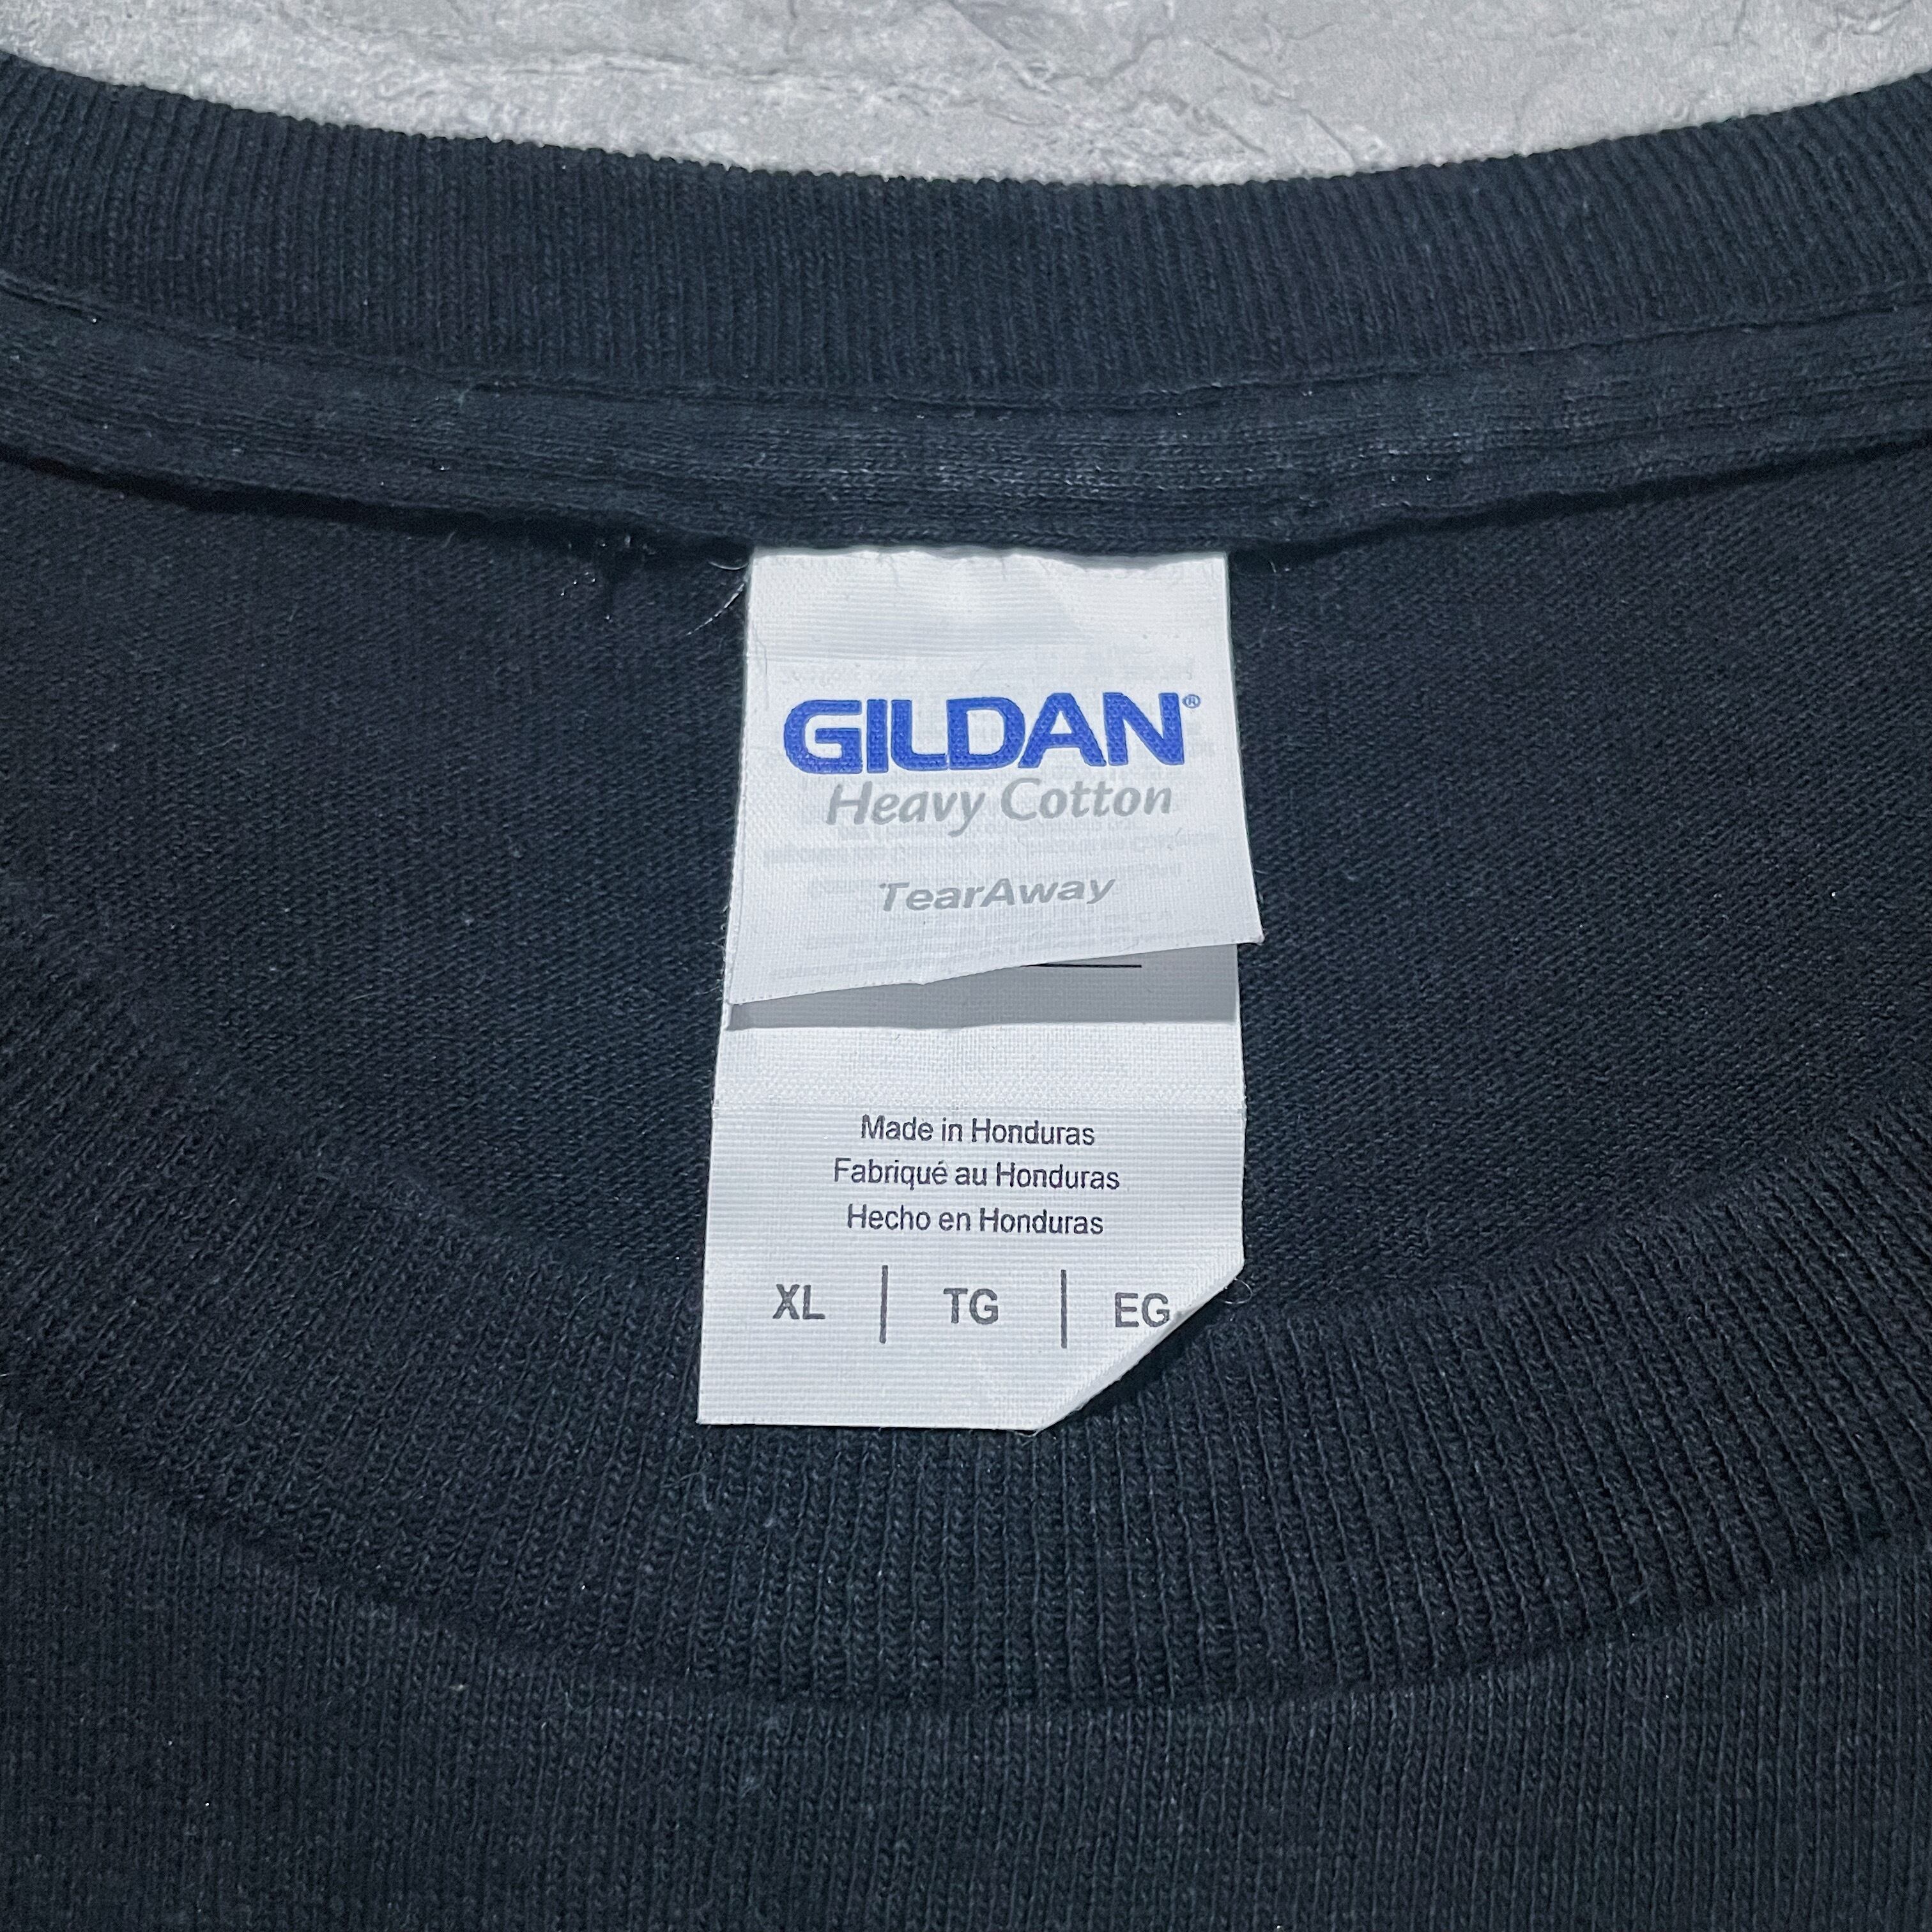 GILDAN®
Heavy Cotton
TearAway
Made in Honduras
Fabriqué au Honduras
Hecho en Honduras
XL | TG | EG